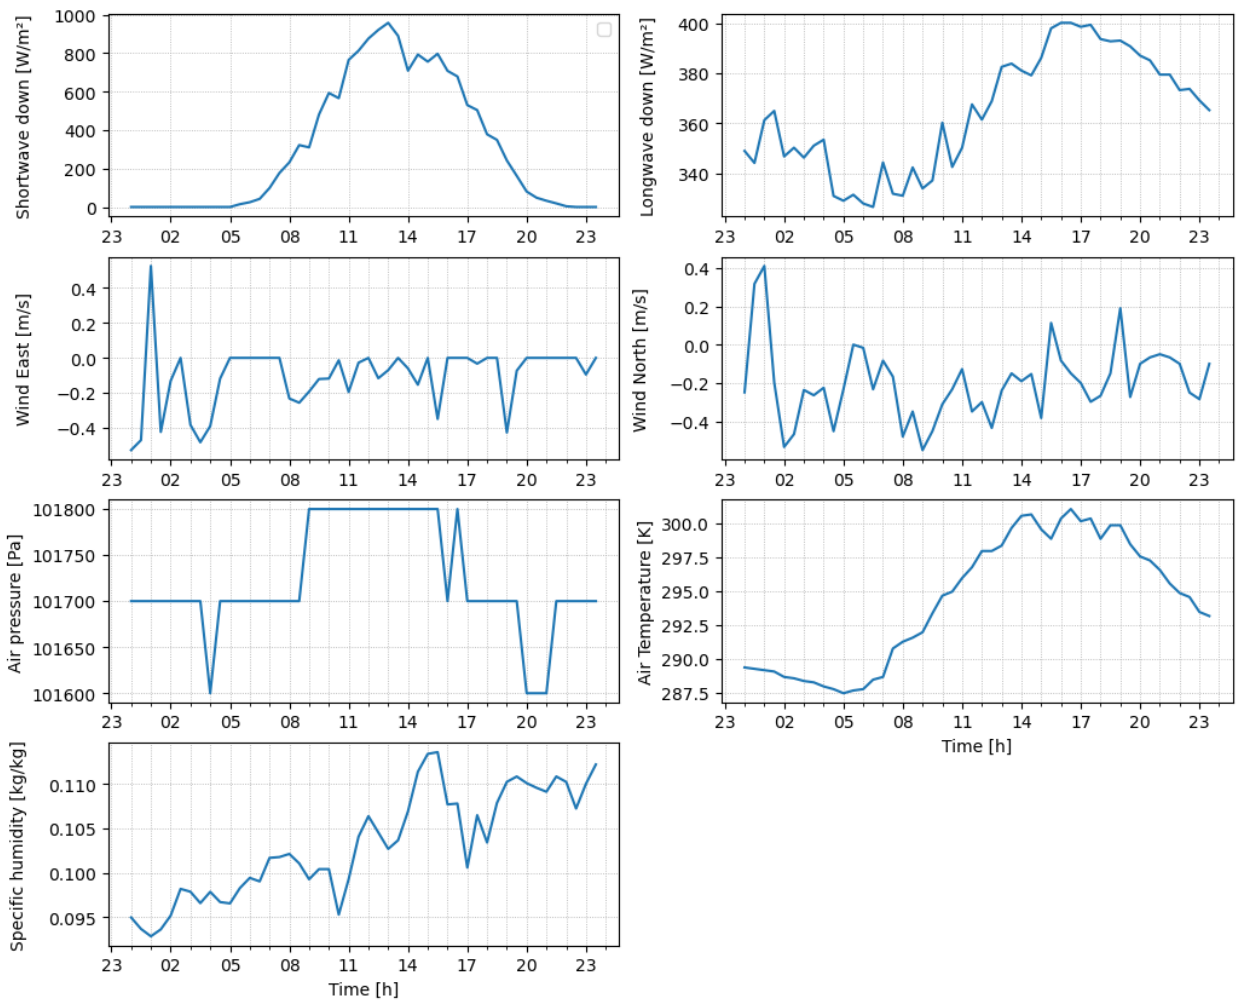 Shortwave down [W/m²]
1000
800
600
400
200
0
23 02 05 08 11 14 17 20 23
Longwave down [W/m²]
400
380
360
340
23 02 05 08 11 14 17 20 23
Wind East [m/s]
0.4
0.2
0.0
−0.2
−0.4
23 02 05 08 11 14 17 20 23
Wind North [m/s]
0.4
0.2
0.0
−0.2
−0.4
23 02 05 08 11 14 17 20 23
Air pressure [Pa]
101800
101750
101700
101650
101600
23 02 05 08 11 14 17 20 23
Air Temperature [K]
300.0
297.5
295.0
292.5
290.0
287.5
23 02 05 08 11 14 17 20 23
Time [h]
Specific humidity [kg/kg]
0.110
0.105
0.100
0.095
23 02 05 08 11 14 17 20 23
Time [h]